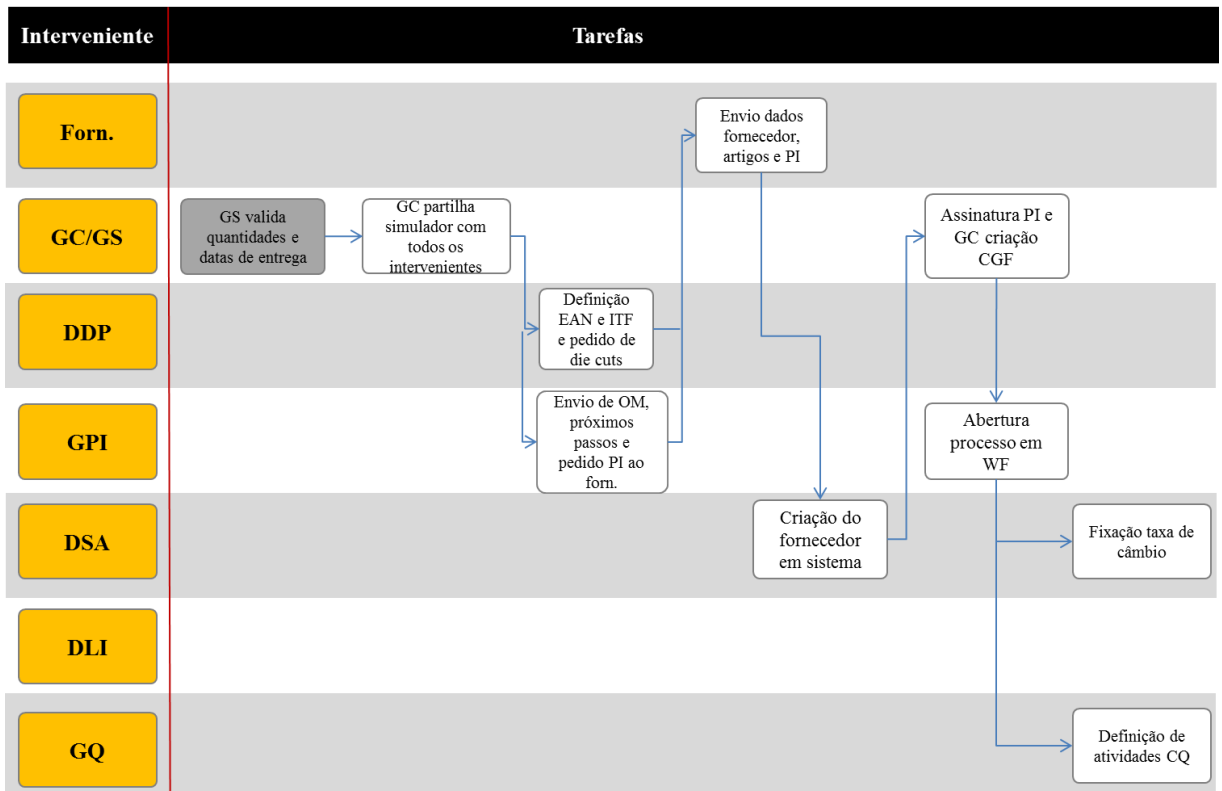 Interveniente
Tarefas
Forn.
Envio dados
fornecedor,
artigos e PI
GC/GS
GS valida
quantidades e
datas de entrega
GC partilha
simulador com
todos os
intervenientes
Assinatura PI e
GC criação
CGF
DDP
Definição
EAN e ITF
e pedido de
die cuts
GPI
Envio de OM,
próximos
passos e
pedido PI ao
forn.
Abertura
processo em
WF
DSA
Criação do
fornecedor
em sistema
Fixação taxa de
câmbio
DLI
GQ
Definição de
atividades CQ